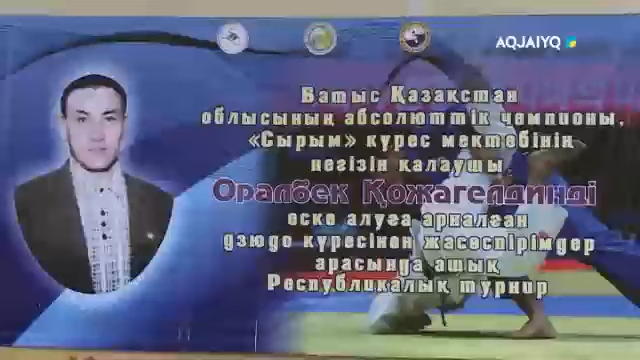 AQJAIYQ
Батыс Қазақстан
облысының абсолюттік чемпионы,
«Сырым» күрес мектебінің
негізін қалаушы
Оралбек Қожагелдинді
еске алуға арналған
дзюдо күресінен жасөспірімдер
арасында ашық
Республикалық турнир